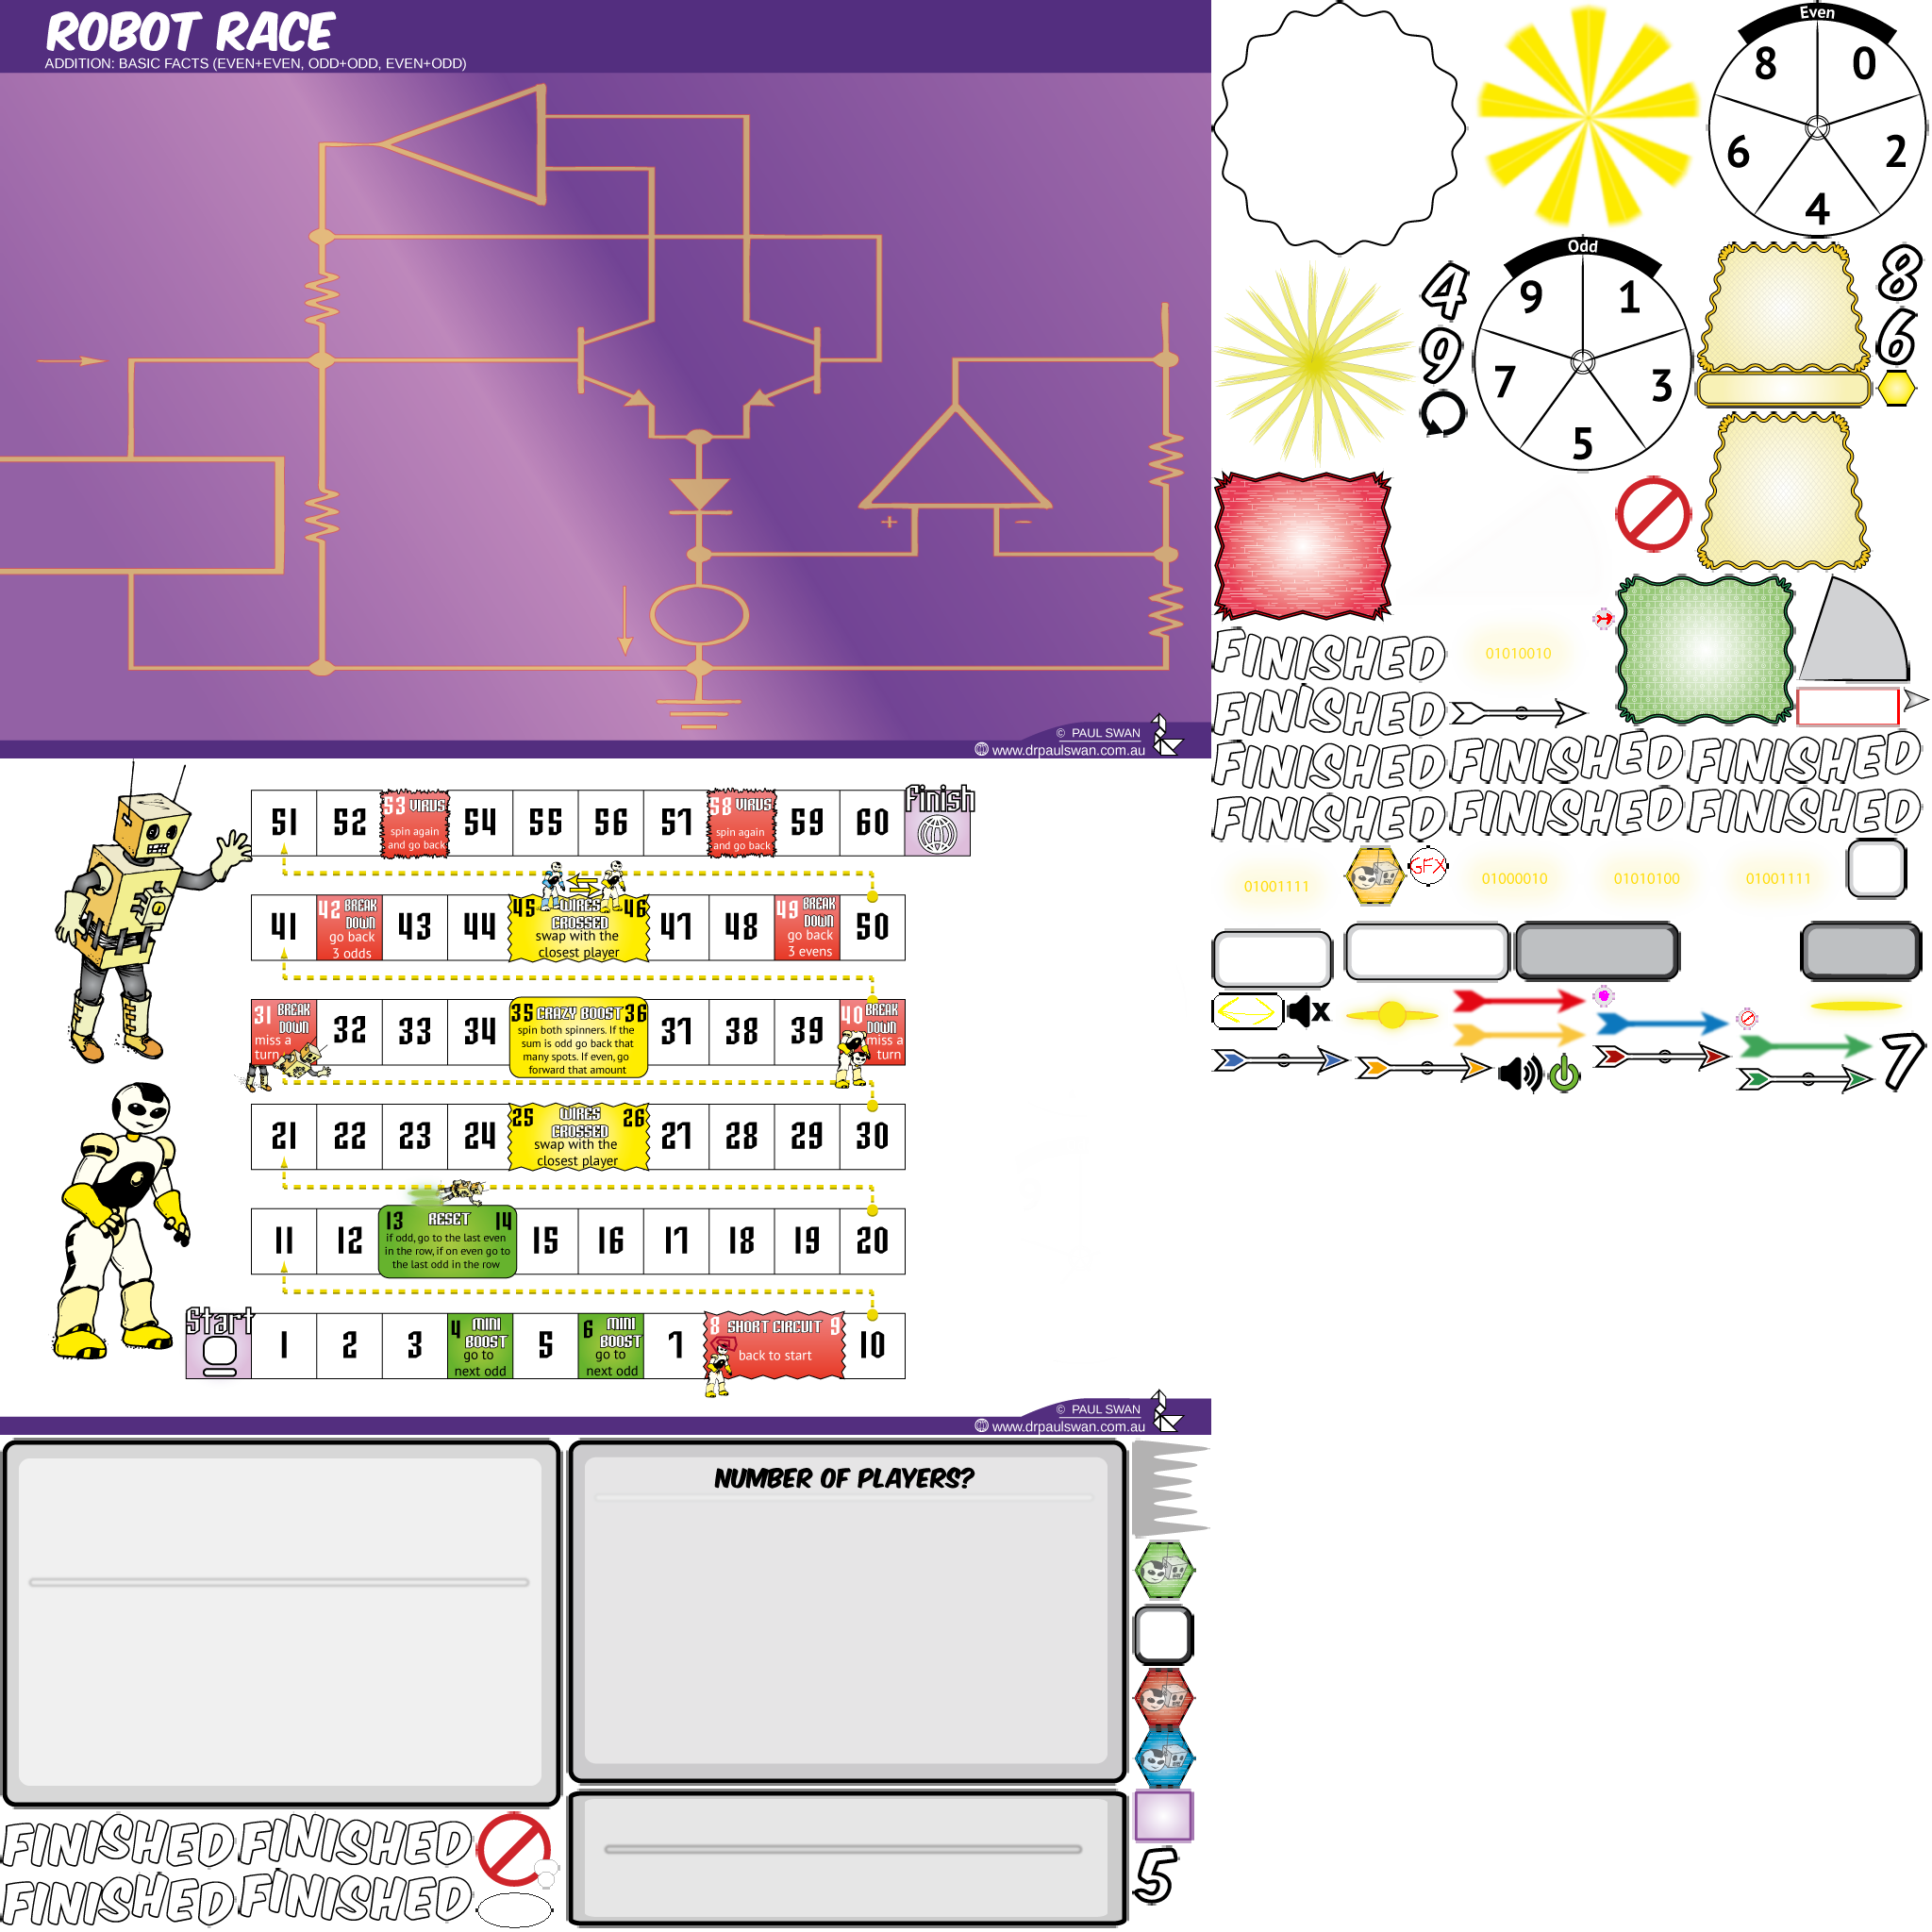 ROBOT RACE
ADDITION: BASIC FACTS (EVEN+EVEN, ODD+ODD, EVEN+ODD)
© PAUL SWAN
www.drpaulswan.com.au
Even
8 0
6 2
4
Odd
9 1
7 3
5
4
9
8
6
FINISHED
01010010
FINISHED
FINISHED FINISHED FINISHED
FINISHED FINISHED FINISHED
01001111
GFX
01000010
01010100
01001111
7
51 52 53 VIRUS 54 55 56 57 58 VIRUS 59 60 Finish
spin again
and go back
spin again
and go back
41 42 BREAK DOWN 43 44 45 WIRES CROSSED 46 47 48 49 BREAK DOWN 50
go back
3 odds
swap with the
closest player
go back
3 evens
31 BREAK DOWN 32 33 34 35 CRAZY BOOST 36 37 38 39 40 BREAK DOWN
miss a
turn
spin both spinners. If the
sum is odd go back that
many spots. If even, go
forward that amount
miss a
turn
21 22 23 24 25 WIRES CROSSED 26 27 28 29 30
swap with the
closest player
11 12 13 RESET 14 15 16 17 18 19 20
if odd, go to the last even
in the row, if on even go to
the last odd in the row
Start 1 2 3 4 MINI BOOST 5 6 MINI BOOST 7 8 SHORT CIRCUIT 9 10
go to
next odd
go to
next odd
back to start
© PAUL SWAN
www.drpaulswan.com.au
NUMBER OF PLAYERS?
FINISHED FINISHED
FINISHED FINISHED
5